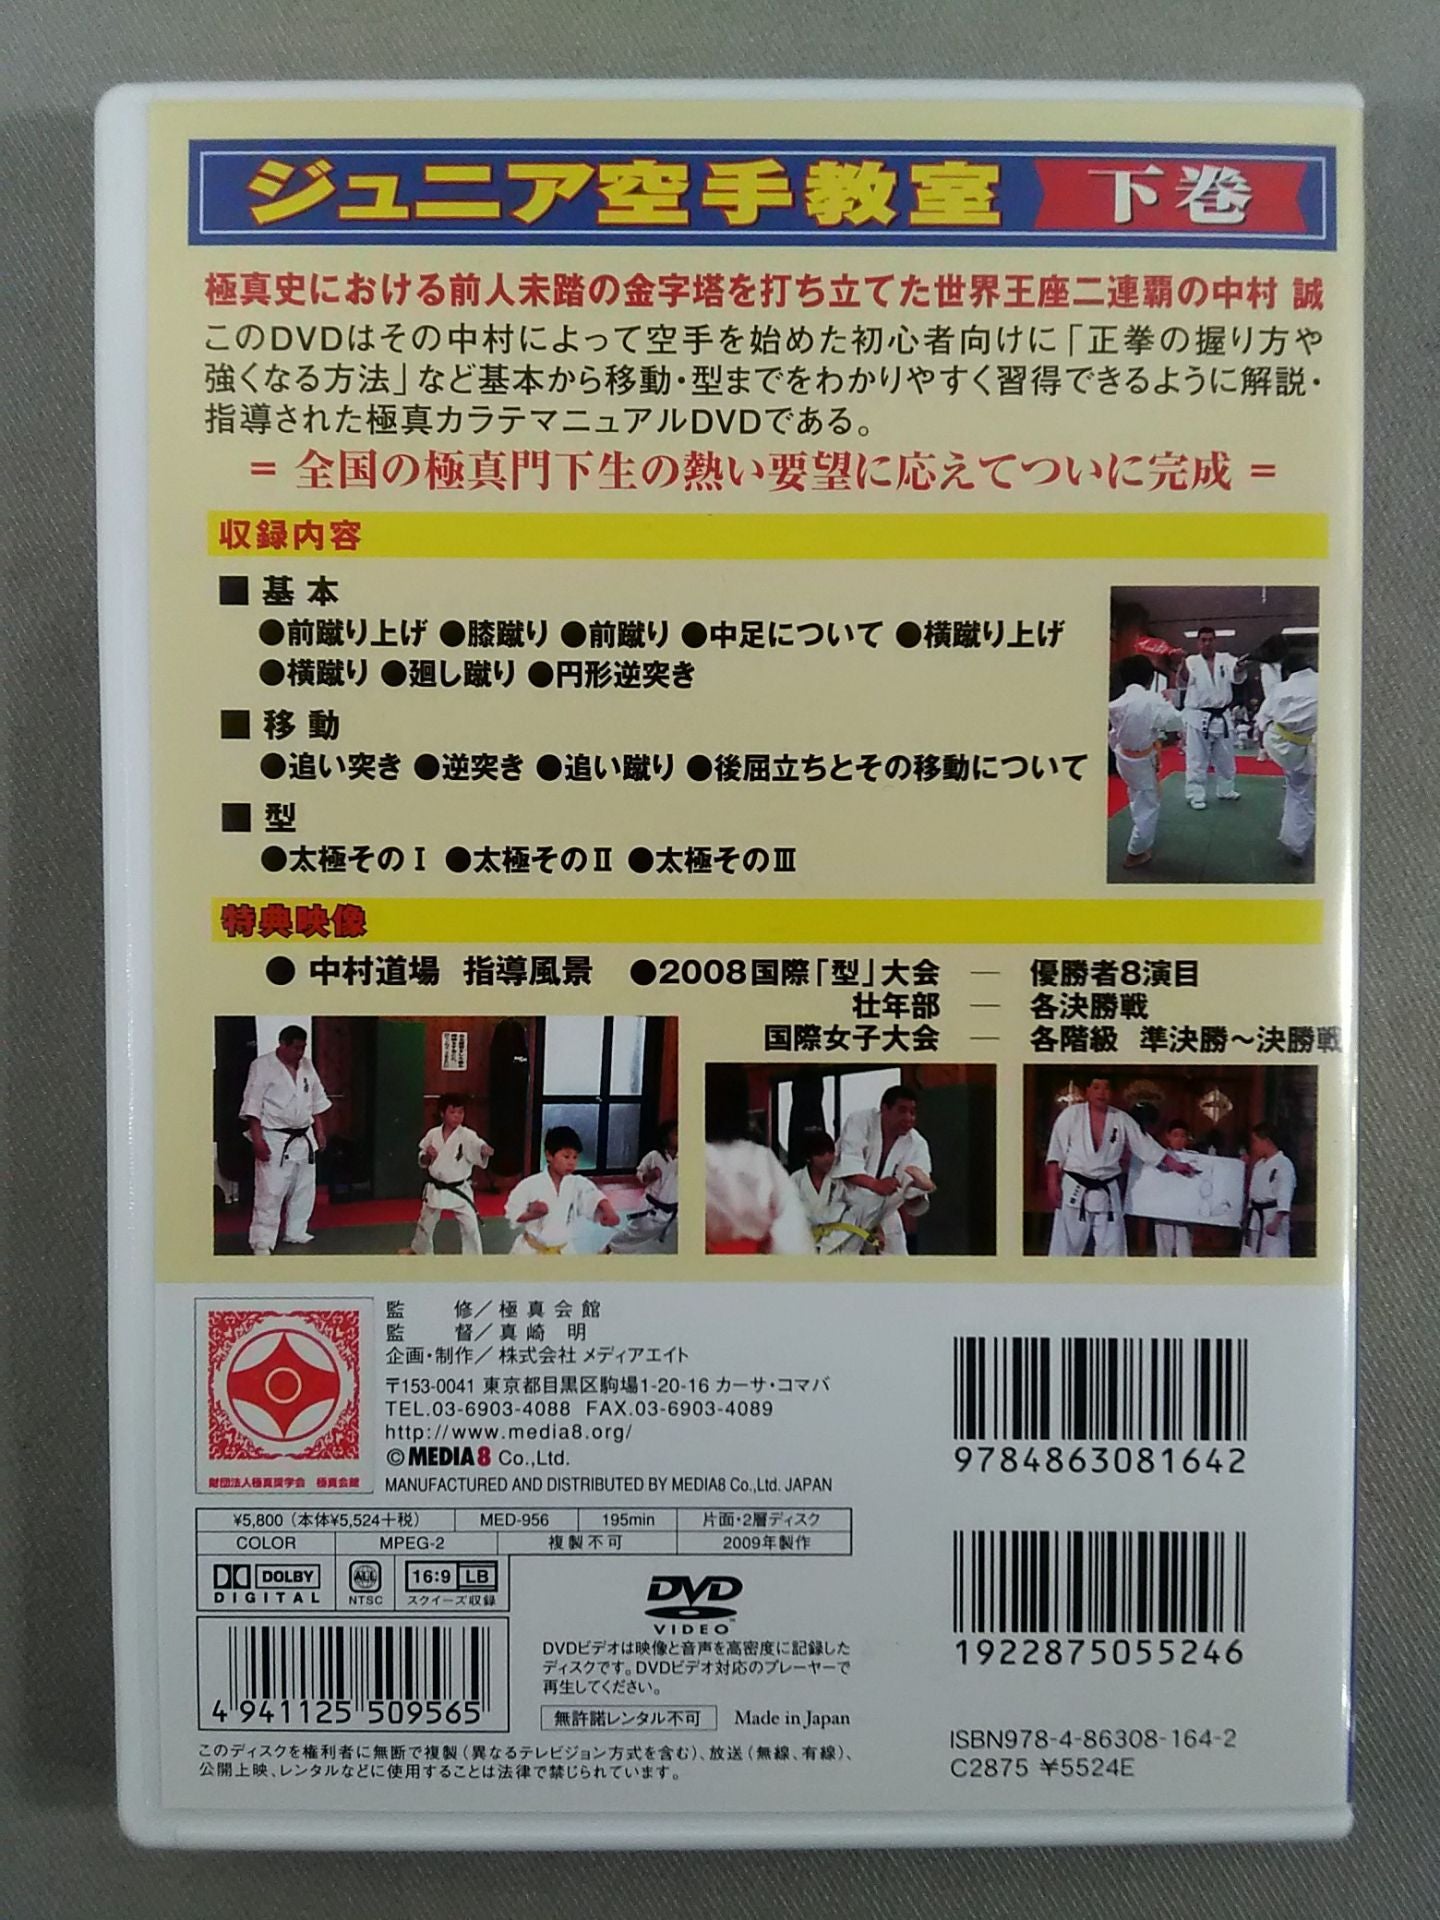 ジュニア空手教室 下巻
極真史における前人未踏の金字塔を打ち立てた世界王座二連覇の中村 誠
このDVDはその中村によって空手を始めた初心者向けに「正拳の握り方や
強くなる方法」など基本から移動・型までをわかりやすく習得できるように解説・
指導された極真カラテマニュアルDVDである。
= 全国の極真門下生の熱い要望に応えてついに完成 =
収録内容
■ 基 本
●前蹴り上げ ●膝蹴り ●前蹴り ●中足について ●横蹴り上げ
●横蹴り ●廻し蹴り ●円形逆突き
■ 移 動
●追い突き ●逆突き ●追い蹴り ●後屈立ちとその移動について
■ 型
●太極そのⅠ ●太極そのⅡ ●太極そのⅢ
特典映像
● 中村道場 指導風景 ●2008国際「型」大会 ― 優勝者8演目
壮年部 ― 各決勝戦
国際女子大会 ― 各階級 準決勝～決勝戦
監 修／極真会館
監 督／真崎 明
企画・制作／株式会社 メディアエイト
〒153-0041 東京都目黒区駒場1-20-16 カーサ・コマバ
TEL.03-6903-4088 FAX.03-6903-4089
http://www.media8.org/
©MEDIA8 Co.,Ltd.
MANUFACTURED AND DISTRIBUTED BY MEDIA8 Co.,Ltd. JAPAN
財団法人極真奨学会 極真会館
9784863081642
¥5,800（本体¥5,524＋税） MED-956 195min 片面・2層ディスク
COLOR MPEG-2 複製不可 2009年製作
DOLBY DIGITAL ALL NTSC 16:9 LB スクイーズ収録
DVD VIDEO
DVDビデオは映像と音声を高密度に記録した
ディスクです。DVDビデオ対応のプレーヤーで
再生してください。
無許諾レンタル不可 Made in Japan
1922875055246
4941125509565
このディスクを権利者に無断で複製（異なるテレビジョン方式を含む）、放送（無線、有線）、
公開上映、レンタルなどに使用することは法律で禁じられています。
ISBN978-4-86308-164-2
C2875 ¥5524E